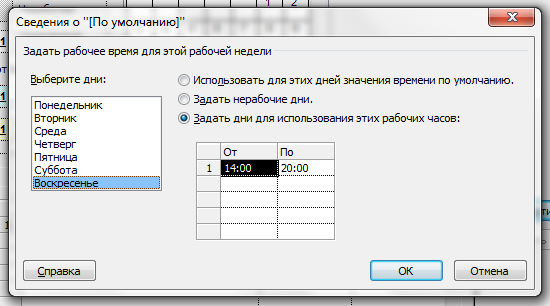 Сведения о "[По умолчанию]"
Задать рабочее время для этой рабочей недели
Выберите дни:
Понедельник
Вторник
Среда
Четверг
Пятница
Суббота
Воскресенье
Использовать для этих дней значения времени по умолчанию.
Задать нерабочие дни.
Задать дни для использования этих рабочих часов:
От По
1 14:00 20:00
Справка
ОК
Отмена